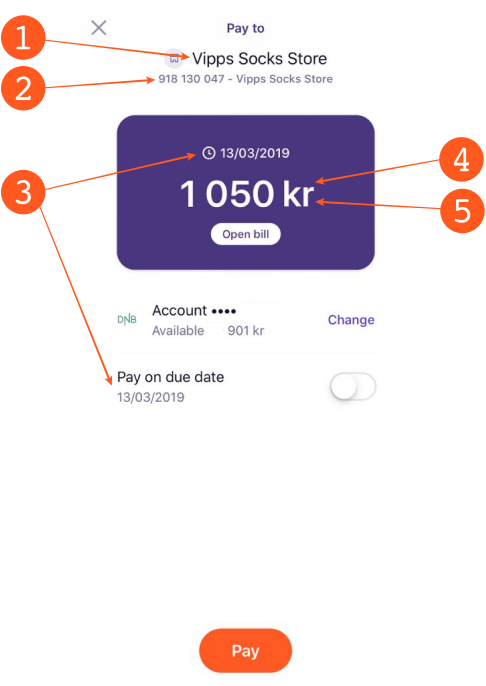 Pay to
1
Vipps Socks Store
2
918 130 047 - Vipps Socks Store
13/03/2019
4
3
1 050 kr
5
Open bill
DNB
Account ••••
Available 901 kr
Change
Pay on due date
13/03/2019
Pay